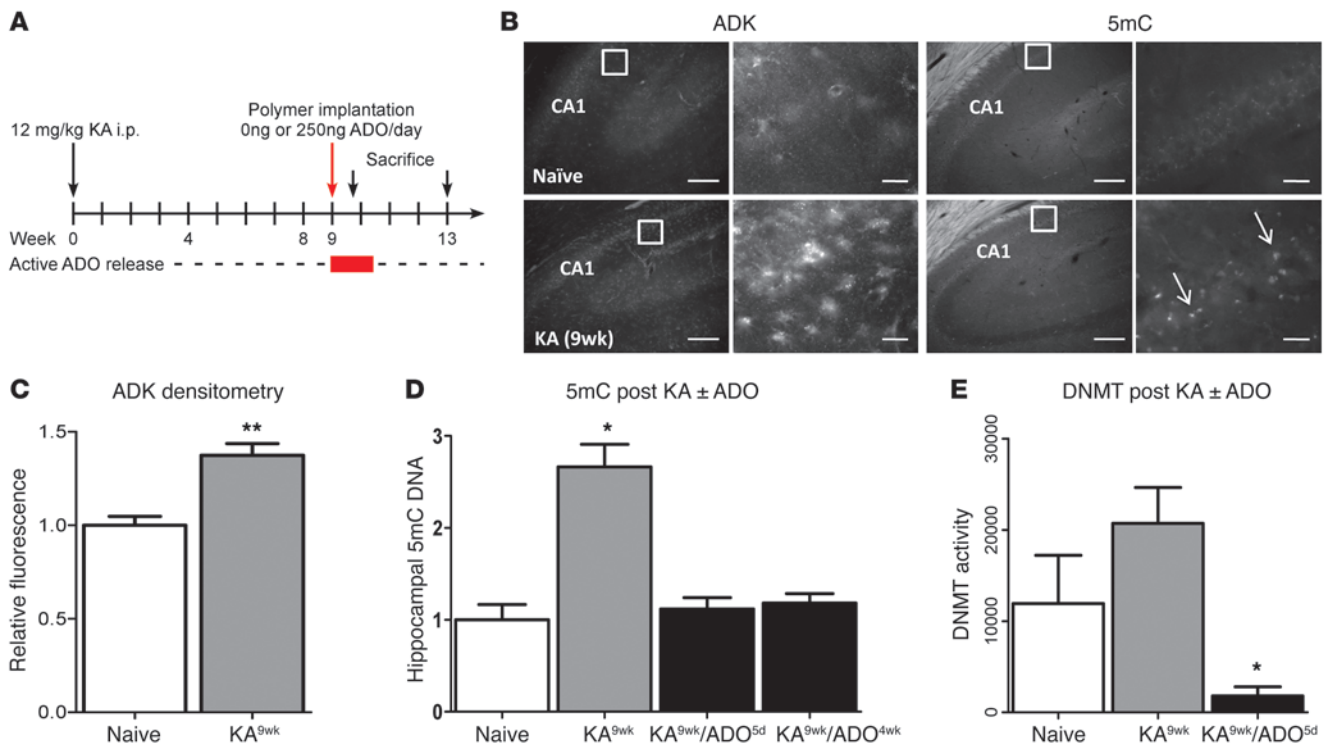 A
12 mg/kg KA i.p.
Polymer implantation
0ng or 250ng ADO/day
Sacrifice
Week 0 4 8 9 13
Active ADO release
B
ADK 5mC
CA1
Naïve
CA1
CA1
KA (9wk)
CA1
C
ADK densitometry
**
Relative fluorescence
1.5
1.0
0.5
0.0
Naive KA9wk
D
5mC post KA ± ADO
*
Hippocampal 5mC DNA
3
2
1
0
Naive KA9wk KA9wk/ADO5d KA9wk/ADO4wk
E
DNMT post KA ± ADO
DNMT activity
30000
20000
10000
0
*
Naive KA9wk KA9wk/ADO5d